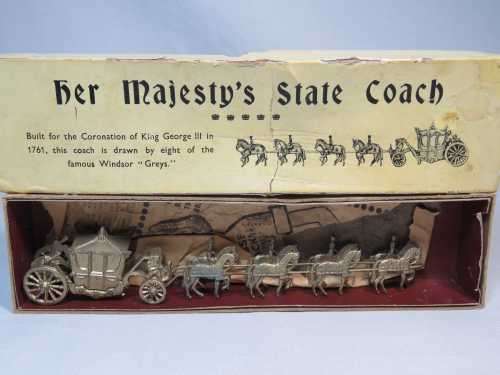 Her Majesty's State Coach
Built for the Coronation of King George III in
1761, this coach is drawn by eight of the
famous Windsor "Greys."